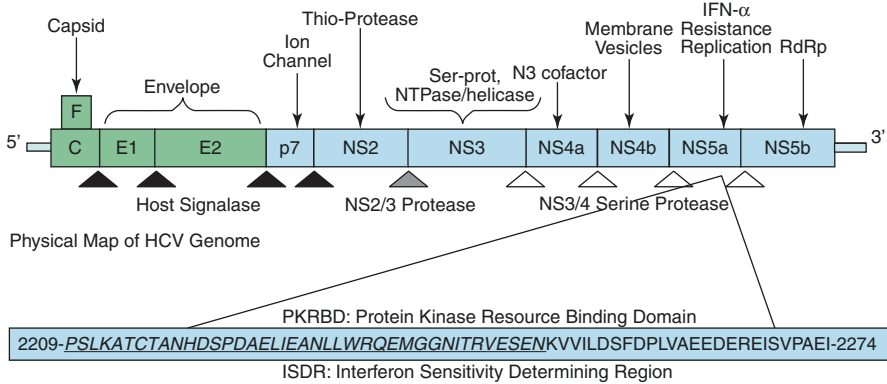 Capsid
Envelope
Thio-Protease
Ion
Channel
Ser-prot,
NTPase/helicase
N3 cofactor
Membrane
Vesicles
IFN-α
Resistance
Replication
RdRp
F
5'
C E1 E2 p7 NS2 NS3 NS4a NS4b NS5a NS5b
3'
Host Signalase
NS2/3 Protease
NS3/4 Serine Protease
Physical Map of HCV Genome
PKRBD: Protein Kinase Resource Binding Domain
2209-PSLKATCTANHDSPDAELIEANLLWRQEMGGNITRVESENKVVILDSFDPLVAEEDEREISVPAEI-2274
ISDR: Interferon Sensitivity Determining Region